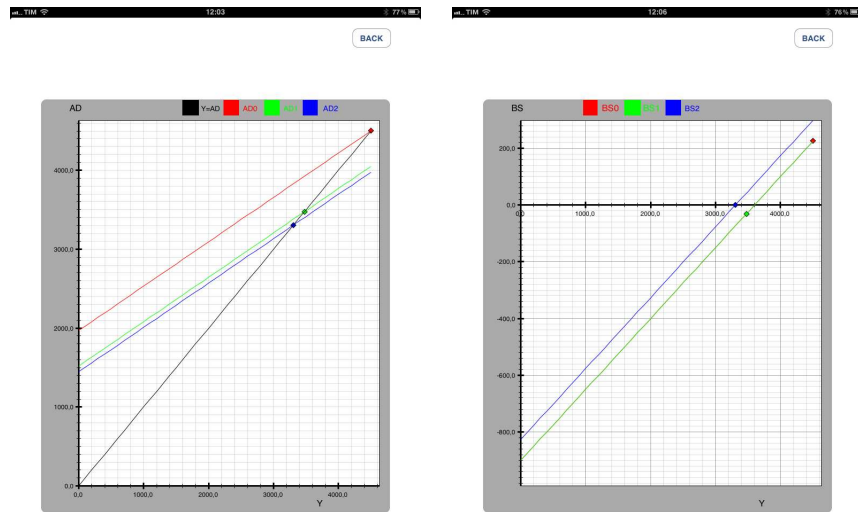 TIM 12:03 77%
BACK
AD Y=AD AD0 AD1 AD2
4000,0
3000,0
2000,0
1000,0
0,0
0,0 1000,0 2000,0 3000,0 4000,0
Y
TIM 12:06 76%
BACK
BS BS0 BS1 BS2
200,0
0,0
0,0 1000,0 2000,0 3000,0 4000,0
-200,0
-400,0
-600,0
-800,0
Y